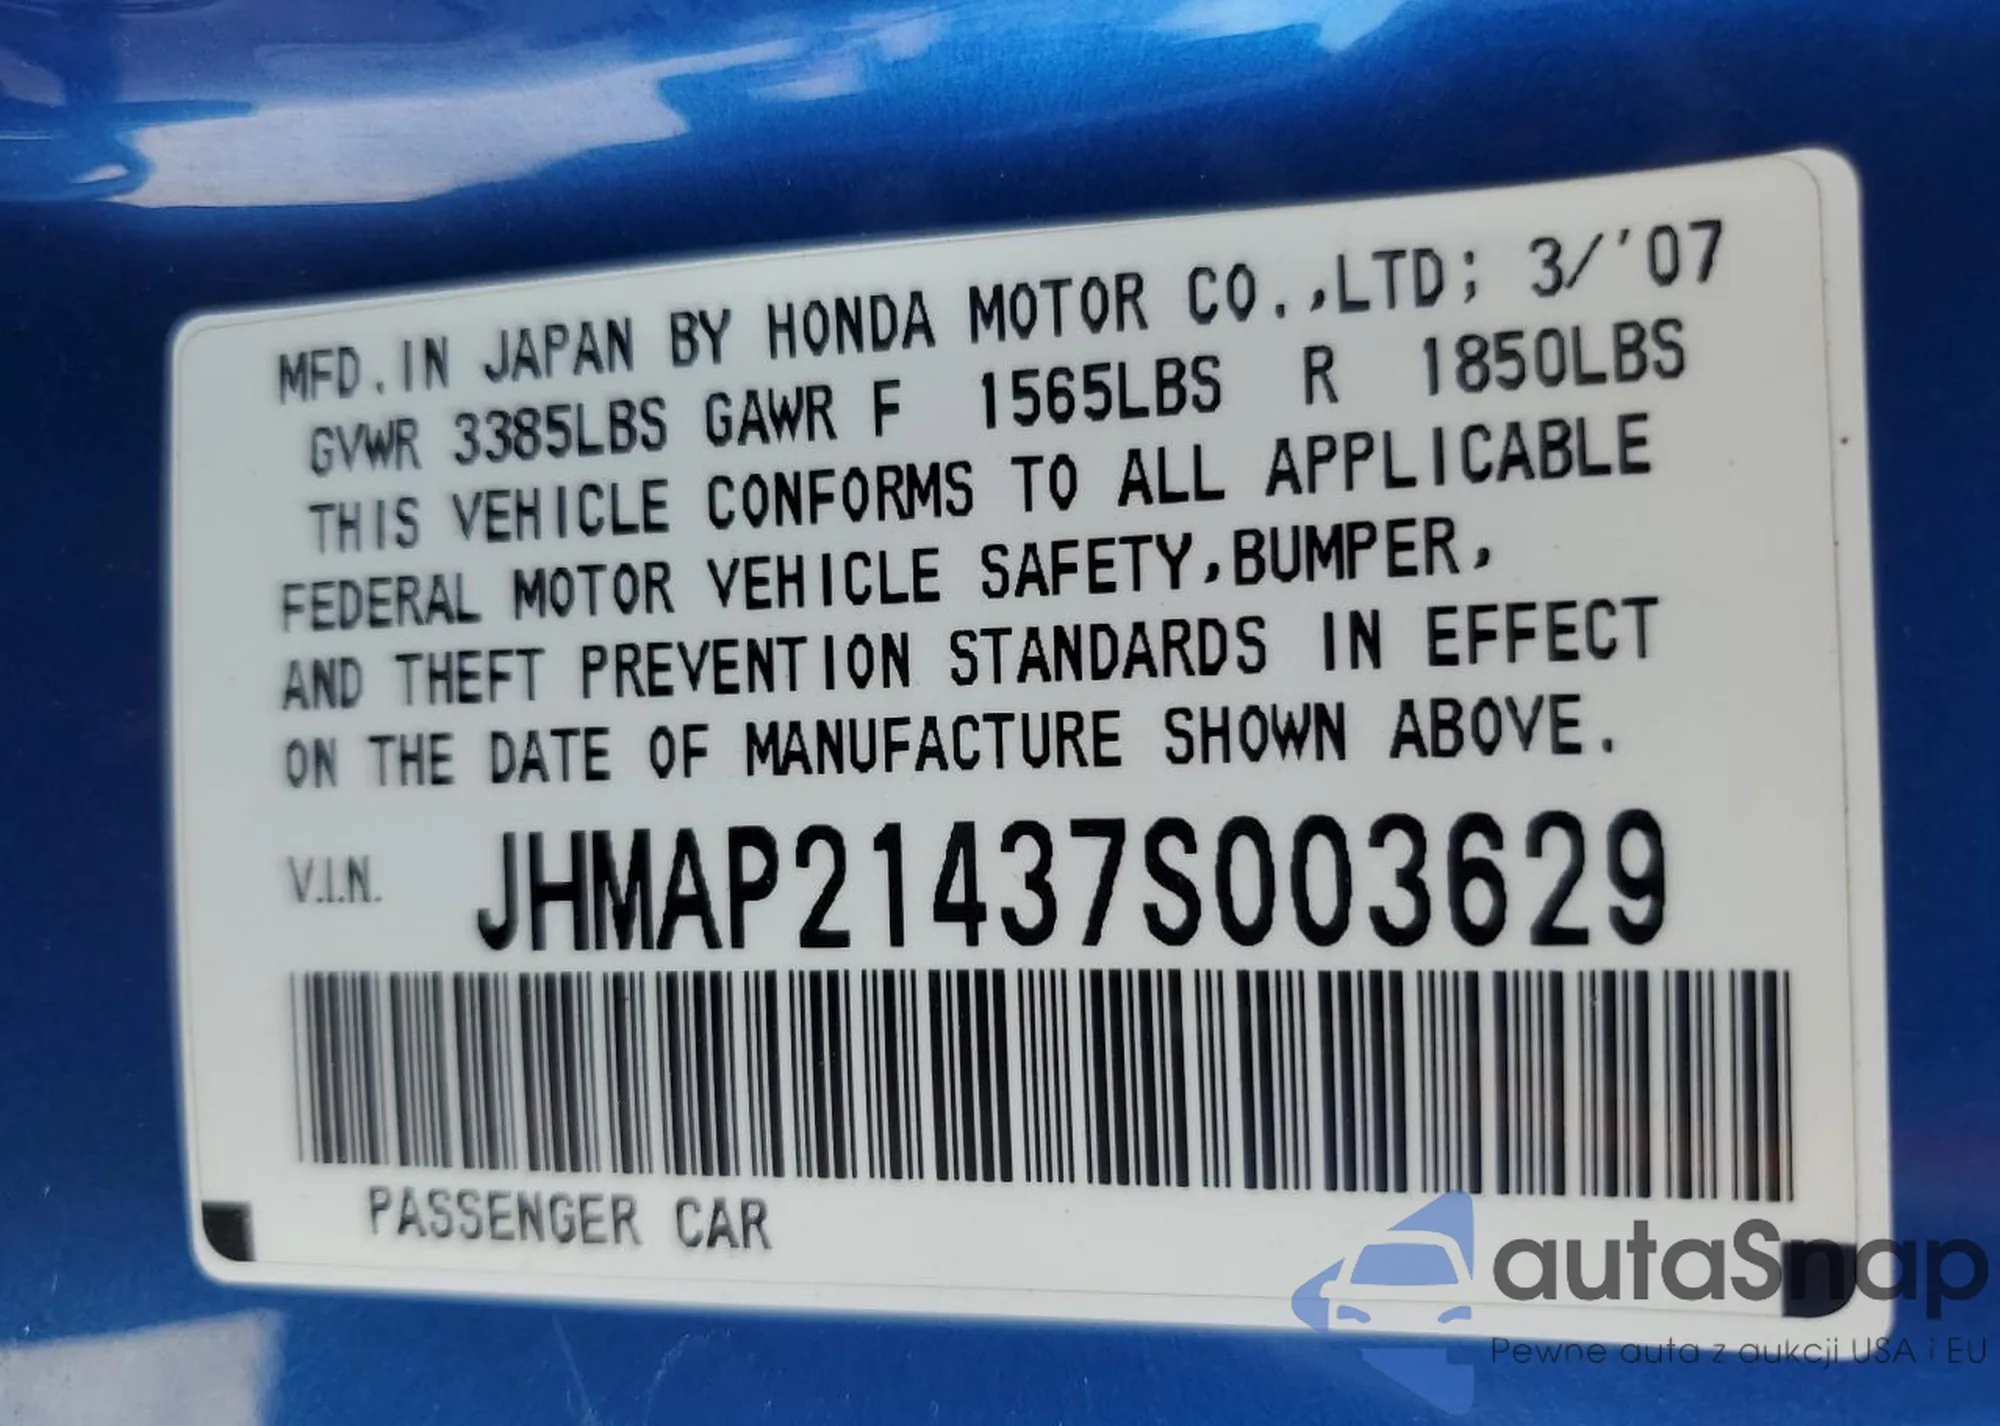 MFD.IN JAPAN BY HONDA MOTOR CO.,LTD; 3/'07
GVWR 3385LBS GAWR F 1565LBS R 1850LBS
THIS VEHICLE CONFORMS TO ALL APPLICABLE
FEDERAL MOTOR VEHICLE SAFETY,BUMPER,
AND THEFT PREVENTION STANDARDS IN EFFECT
ON THE DATE OF MANUFACTURE SHOWN ABOVE.
V.I.N. JHMAP21437S003629
PASSENGER CAR
autaSnap
Pewne auta z aukcji USA i EU